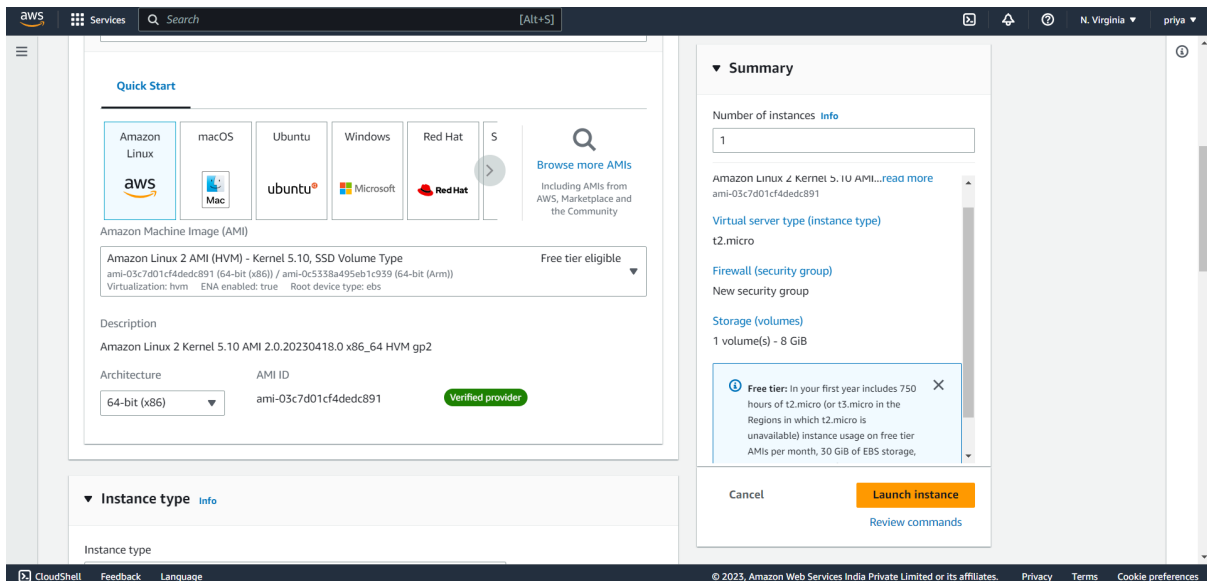 aws
Services
Search
[Alt+S]
N. Virginia ▼
priya ▼
Quick Start
Amazon
Linux
aws
macOS
Mac
Ubuntu
ubuntu
Windows
Microsoft
Red Hat
Red Hat
S
Browse more AMIs
Including AMIs from
AWS, Marketplace and
the Community
Amazon Machine Image (AMI)
Amazon Linux 2 AMI (HVM) - Kernel 5.10, SSD Volume Type
Free tier eligible
ami-03c7d01cf4dedc891 (64-bit (x86)) / ami-0c5338a495eb1c939 (64-bit (Arm))
Virtualization: hvm ENA enabled: true Root device type: ebs
Description
Amazon Linux 2 Kernel 5.10 AMI 2.0.20230418.0 x86_64 HVM gp2
Architecture
AMI ID
64-bit (x86)
ami-03c7d01cf4dedc891
Verified provider
Instance type Info
Instance type
Summary
Number of instances Info
1
Amazon Linux 2 Kernel 5.10 AMI...read more
ami-03c7d01cf4dedc891
Virtual server type (instance type)
t2.micro
Firewall (security group)
New security group
Storage (volumes)
1 volume(s) - 8 GiB
Free tier: In your first year includes 750
hours of t2.micro (or t3.micro in the
Regions in which t2.micro is
unavailable) instance usage on free tier
AMIs per month, 30 GiB of EBS storage,
Cancel
Launch instance
Review commands
CloudShell
Feedback
Language
© 2023, Amazon Web Services India Private Limited or its affiliates.
Privacy
Terms
Cookie preferences